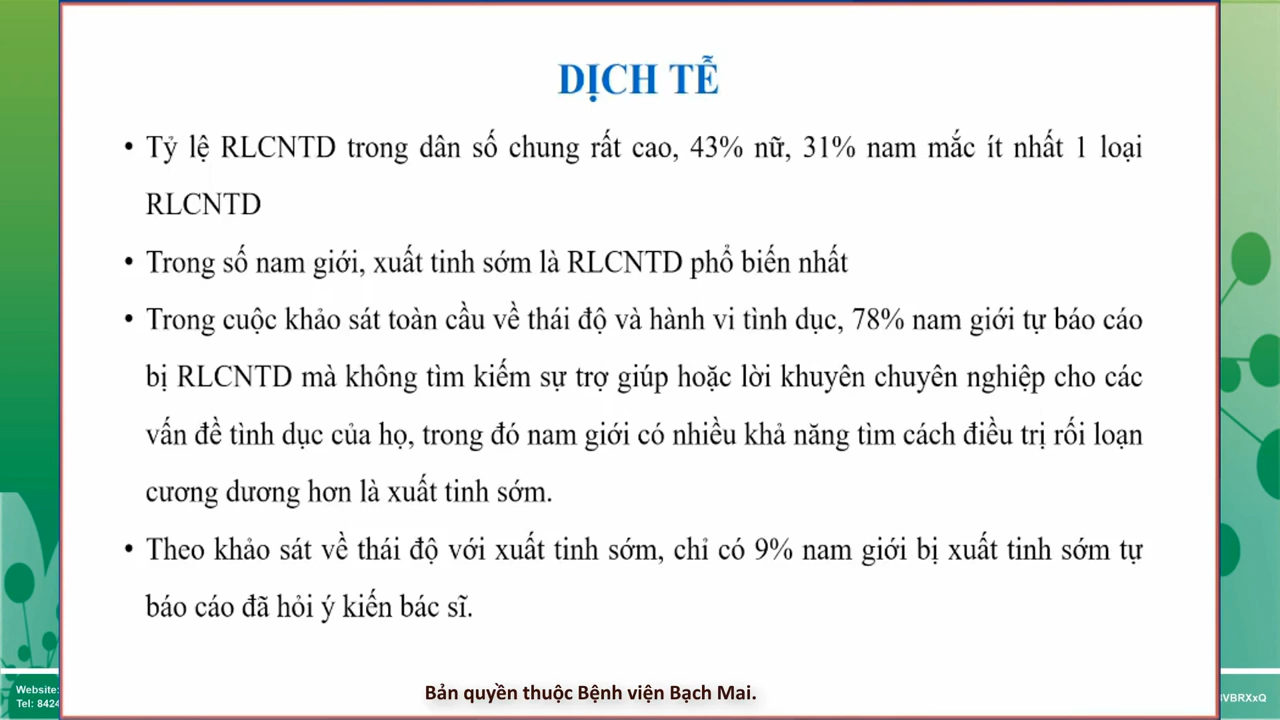 DỊCH TỄ
• Tỷ lệ RLCNTD trong dân số chung rất cao, 43% nữ, 31% nam mắc ít nhất 1 loại
RLCNTD
• Trong số nam giới, xuất tinh sớm là RLCNTD phổ biến nhất
• Trong cuộc khảo sát toàn cầu về thái độ và hành vi tình dục, 78% nam giới tự báo cáo
bị RLCNTD mà không tìm kiếm sự trợ giúp hoặc lời khuyên chuyên nghiệp cho các
vấn đề tình dục của họ, trong đó nam giới có nhiều khả năng tìm cách điều trị rối loạn
cương dương hơn là xuất tinh sớm.
• Theo khảo sát về thái độ với xuất tinh sớm, chỉ có 9% nam giới bị xuất tinh sớm tự
báo cáo đã hỏi ý kiến bác sĩ.
Website:
Tel: 8424
Bản quyền thuộc Bệnh viện Bạch Mai.